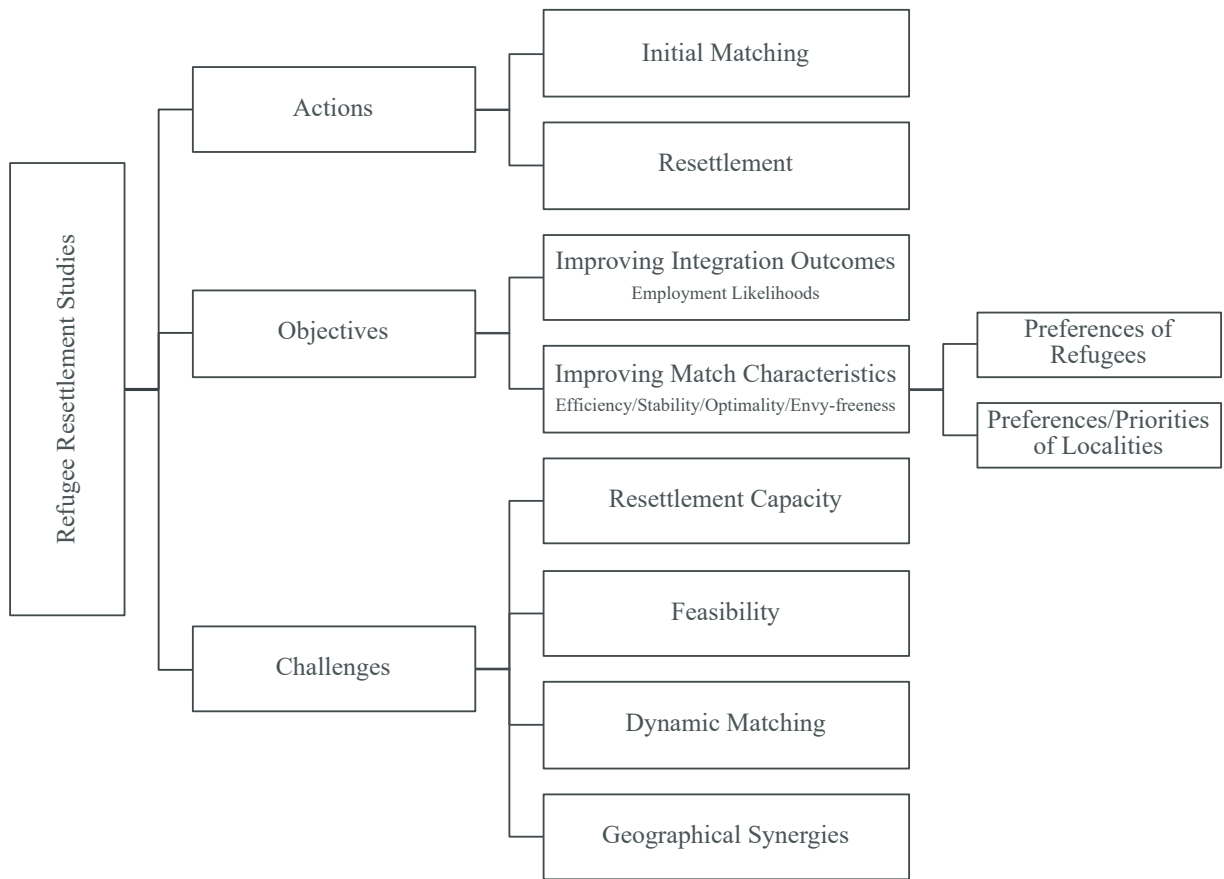 Refugee Resettlement Studies
Actions
Initial Matching
Resettlement
Objectives
Improving Integration Outcomes
Employment Likelihoods
Improving Match Characteristics
Efficiency/Stability/Optimality/Envy-freeness
Preferences of
Refugees
Preferences/Priorities
of Localities
Challenges
Resettlement Capacity
Feasibility
Dynamic Matching
Geographical Synergies